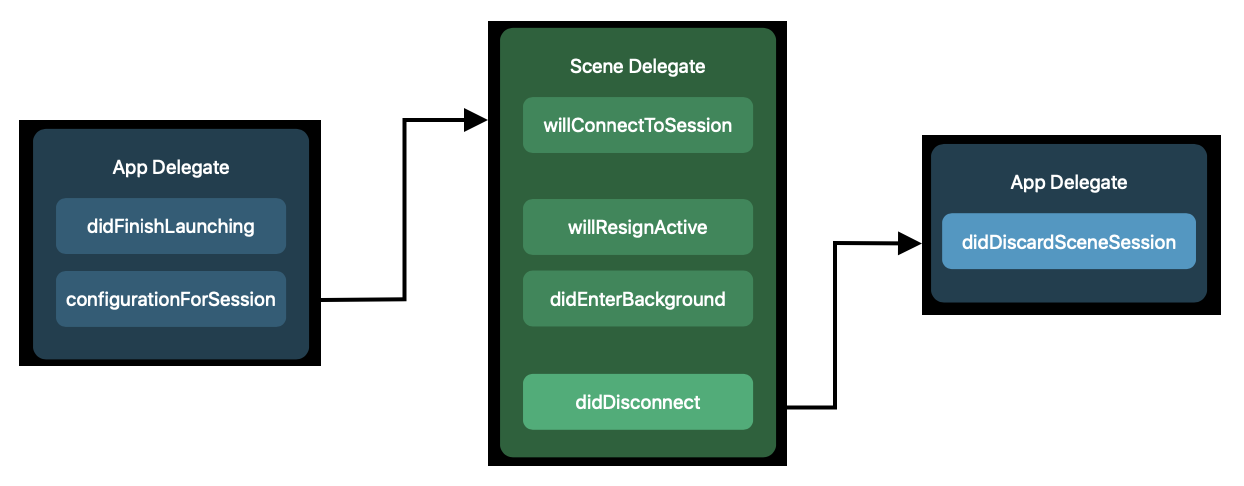 App Delegate
didFinishLaunching
configurationForSession
Scene Delegate
willConnectToSession
willResignActive
didEnterBackground
didDisconnect
App Delegate
didDiscardSceneSession